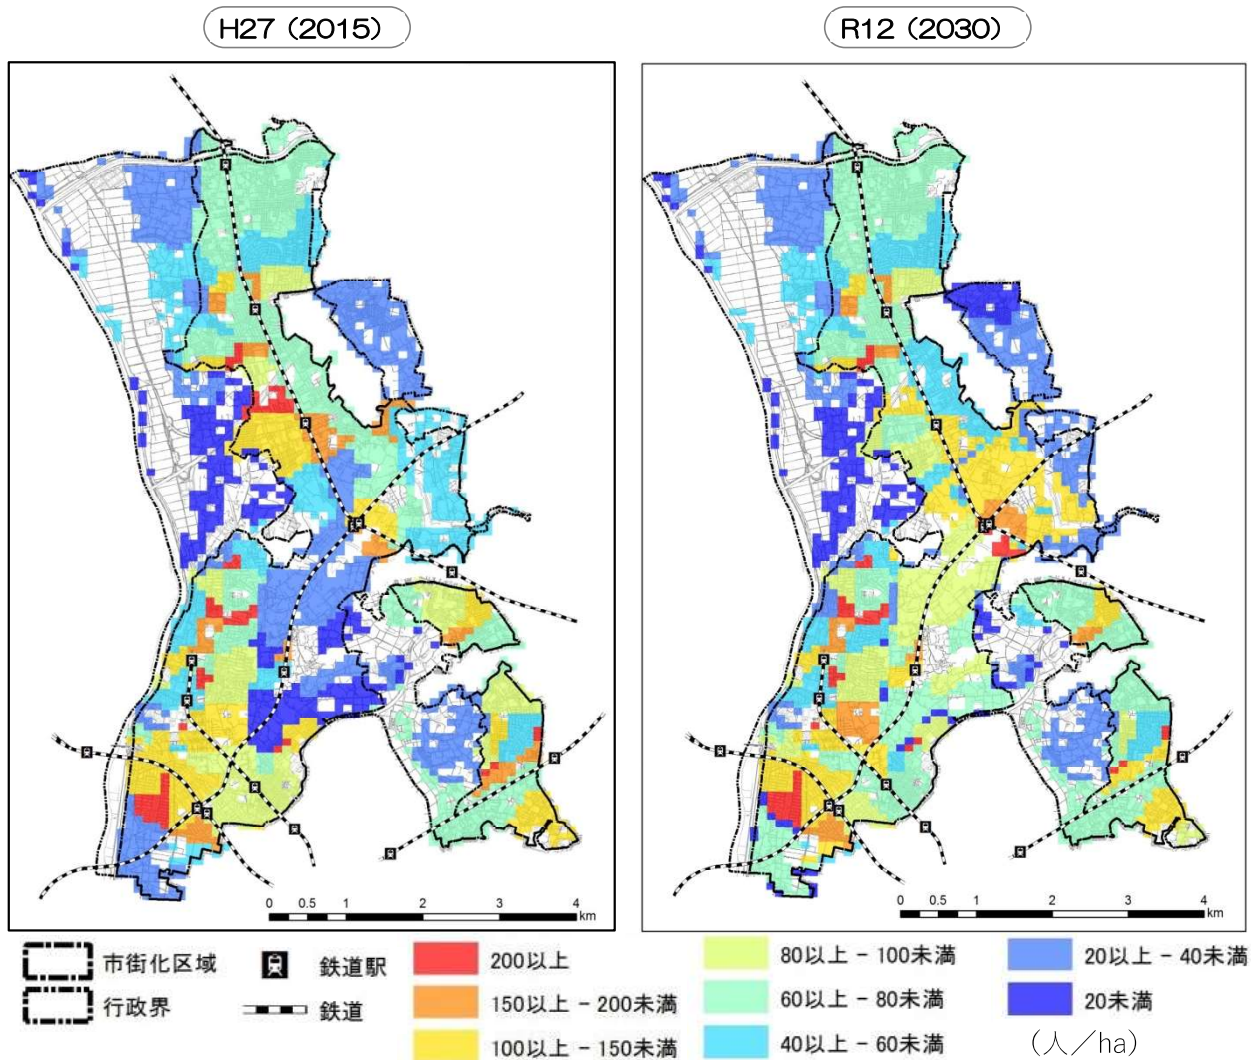 H27（2015）
R12（2030）
0 0.5 1 2 3 4
km
0 0.5 1 2 3 4
km
市街化区域
行政界
鉄道駅
鉄道
200以上
150以上 - 200未満
100以上 - 150未満
80以上 - 100未満
60以上 - 80未満
40以上 - 60未満
20以上 - 40未満
20未満
（人／ha）